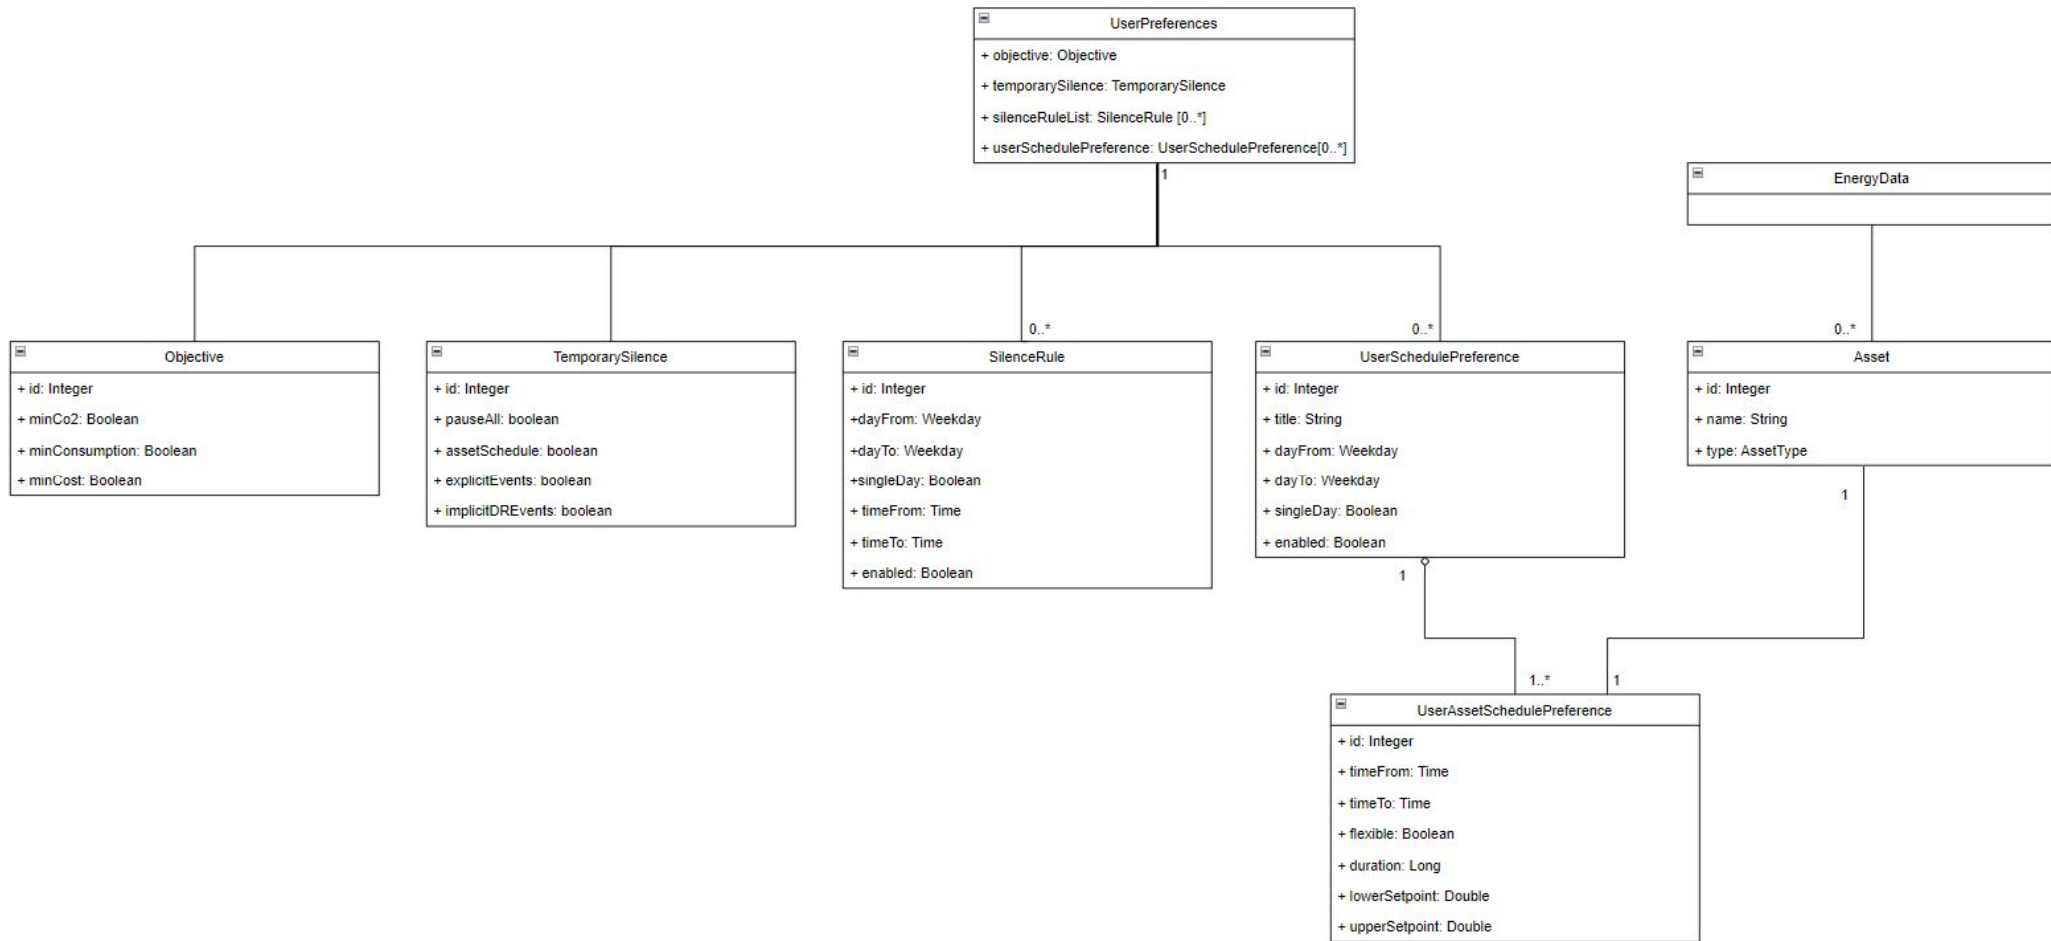 UserPreferences
+ objective: Objective
+ temporarySilence: TemporarySilence
+ silenceRuleList: SilenceRule [0..*]
+ userSchedulePreference: UserSchedulePreference[0..*]
1
EnergyData
0..*
0..*
0..*
Objective
+ id: Integer
+ minCo2: Boolean
+ minConsumption: Boolean
+ minCost: Boolean
TemporarySilence
+ id: Integer
+ pauseAll: boolean
+ assetSchedule: boolean
+ explicitEvents: boolean
+ implicitDREvents: boolean
SilenceRule
+ id: Integer
+dayFrom: Weekday
+dayTo: Weekday
+singleDay: Boolean
+ timeFrom: Time
+ timeTo: Time
+ enabled: Boolean
UserSchedulePreference
+ id: Integer
+ title: String
+ dayFrom: Weekday
+ dayTo: Weekday
+ singleDay: Boolean
+ enabled: Boolean
Asset
+ id: Integer
+ name: String
+ type: AssetType
1
1
1..*
1
UserAssetSchedulePreference
+ id: Integer
+ timeFrom: Time
+ timeTo: Time
+ flexible: Boolean
+ duration: Long
+ lowerSetpoint: Double
+ upperSetpoint: Double